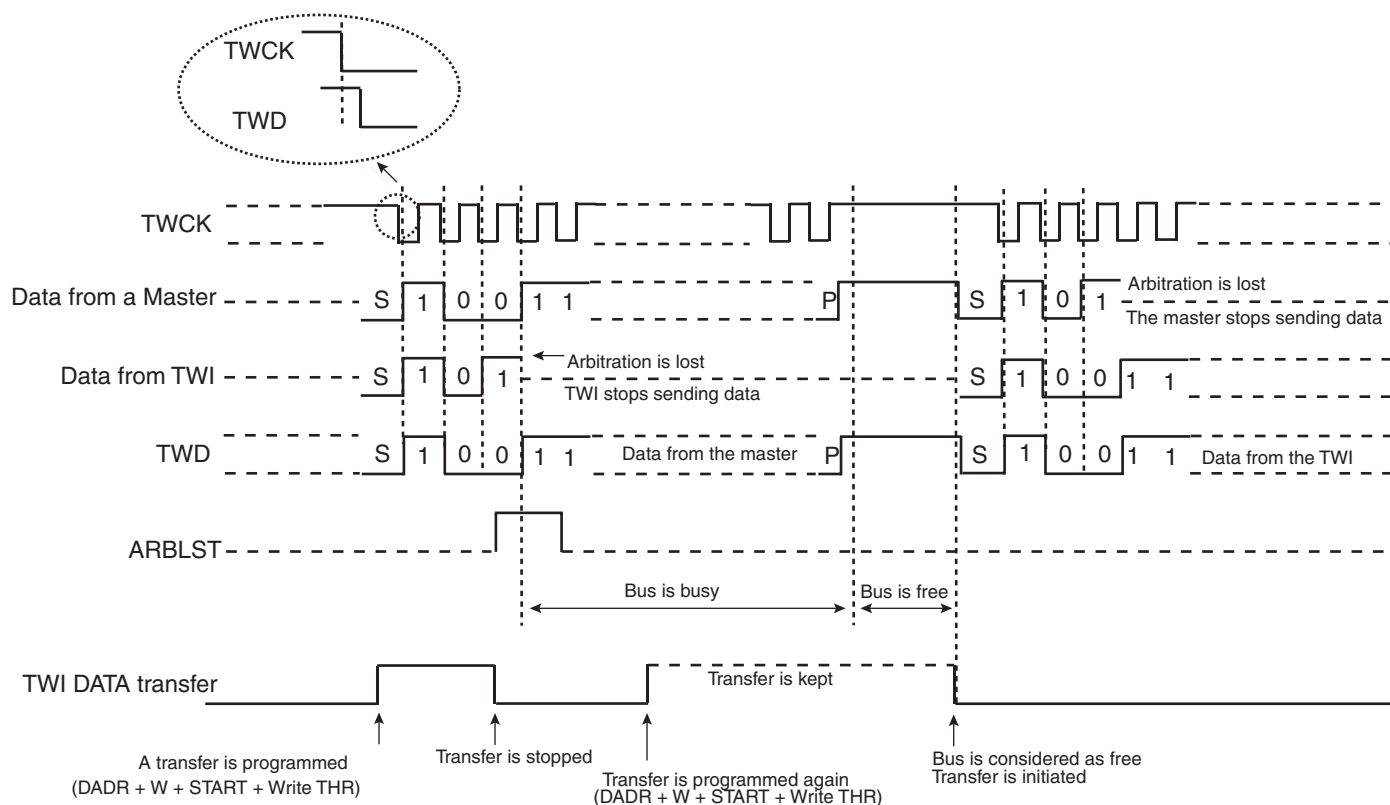 TWCK
TWD
TWCK
Data from a Master
S 1 0 0 1 1
P
S 1 0 1
Arbitration is lost
The master stops sending data
Data from TWI
S 1 0 1
Arbitration is lost
TWI stops sending data
S 1 0 0 1 1
TWD
S 1 0 0 1 1
Data from the master
P
S 1 0 0 1 1
Data from the TWI
ARBLST
Bus is busy
Bus is free
TWI DATA transfer
Transfer is kept
A transfer is programmed
(DADR + W + START + Write THR)
Transfer is stopped
Transfer is programmed again
(DADR + W + START + Write THR)
Bus is considered as free
Transfer is initiated